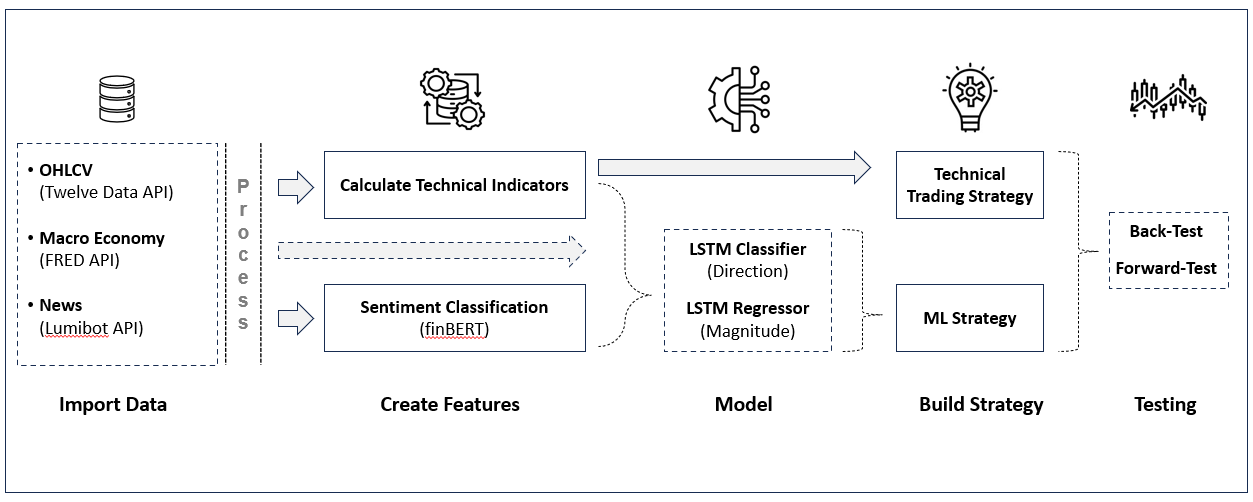 • OHLCV
(Twelve Data API)
• Macro Economy
(FRED API)
• News
(Lumibot API)
Process
Calculate Technical Indicators
Sentiment Classification
(finBERT)
LSTM Classifier
(Direction)
LSTM Regressor
(Magnitude)
Technical
Trading Strategy
ML Strategy
Back-Test
Forward-Test
Import Data
Create Features
Model
Build Strategy
Testing